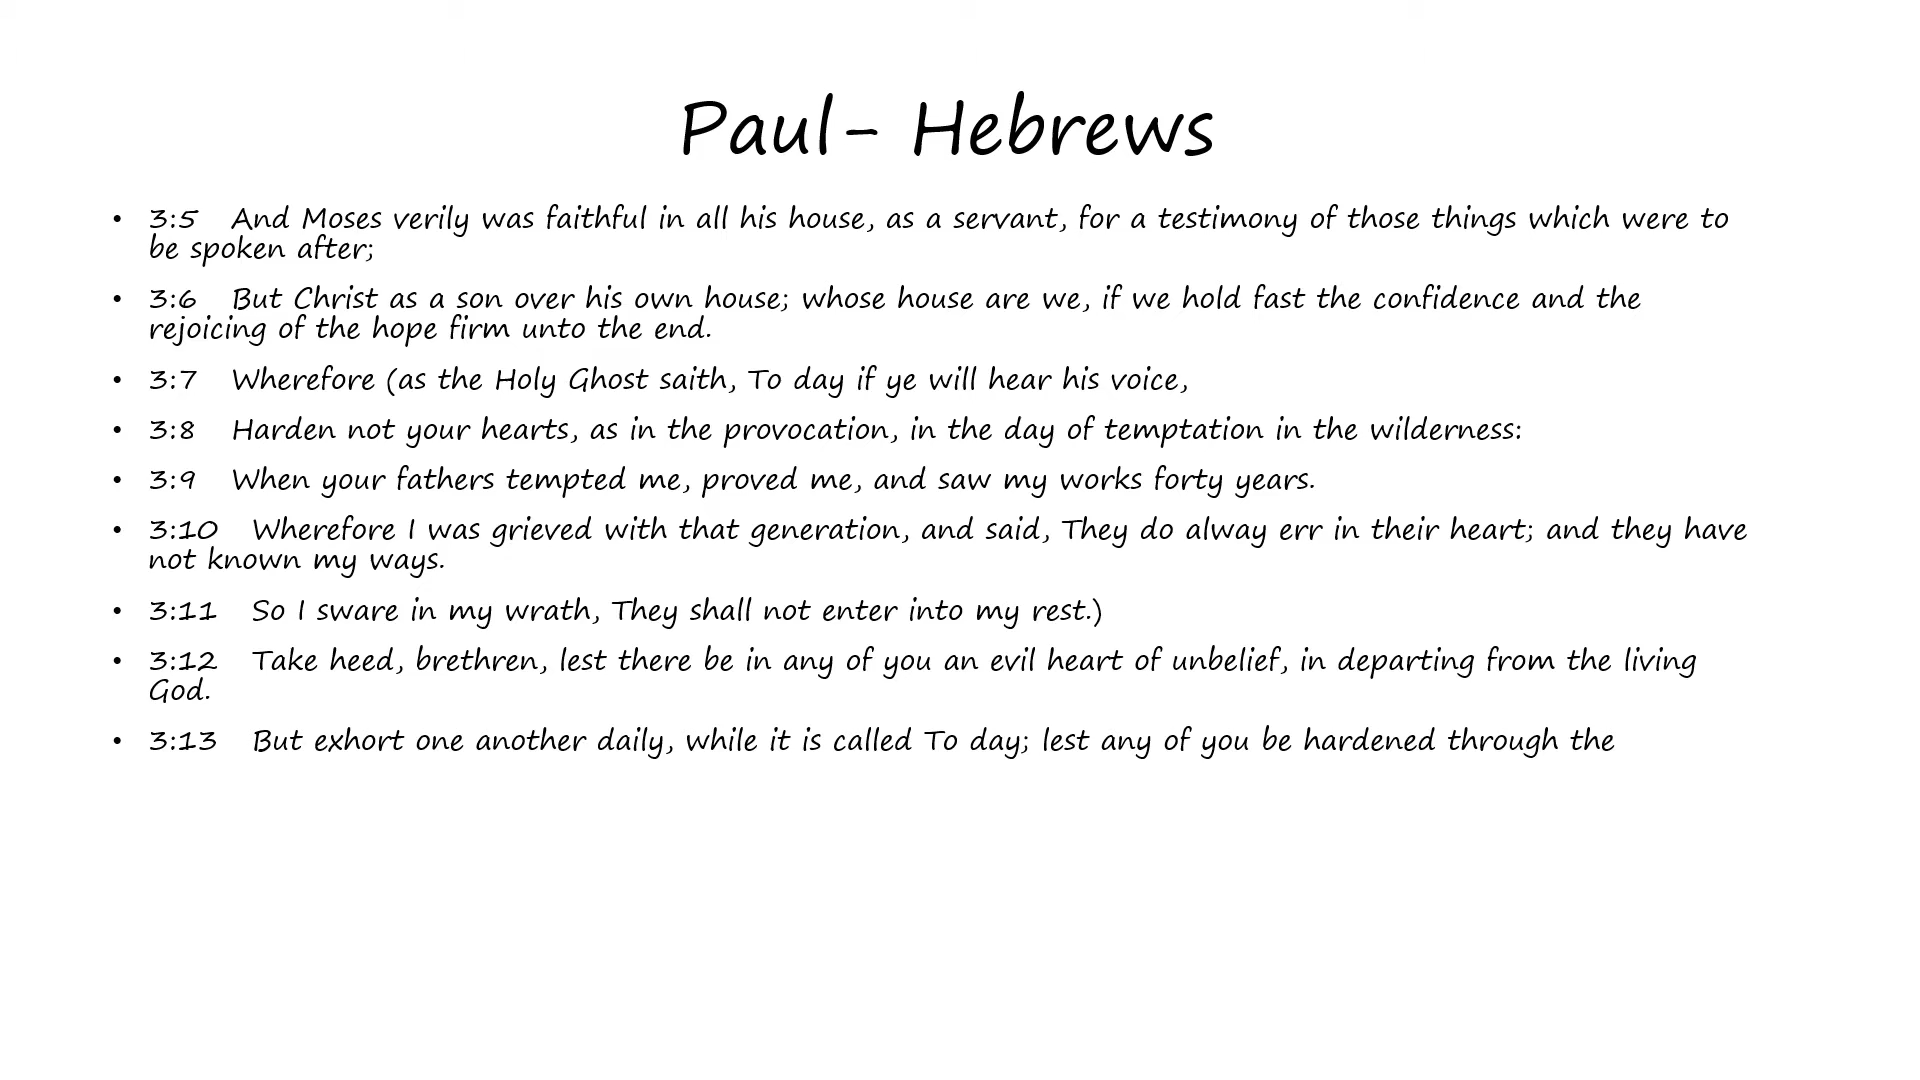 Paul- Hebrews
• 3:5 And Moses verily was faithful in all his house, as a servant, for a testimony of those things which were to
be spoken after;
• 3:6 But Christ as a son over his own house; whose house are we, if we hold fast the confidence and the
rejoicing of the hope firm unto the end.
• 3:7 Wherefore (as the Holy Ghost saith, To day if ye will hear his voice,
• 3:8 Harden not your hearts, as in the provocation, in the day of temptation in the wilderness:
• 3:9 When your fathers tempted me, proved me, and saw my works forty years.
• 3:10 Wherefore I was grieved with that generation, and said, They do alway err in their heart; and they have
not known my ways.
• 3:11 So I sware in my wrath, They shall not enter into my rest.)
• 3:12 Take heed, brethren, lest there be in any of you an evil heart of unbelief, in departing from the living
God.
• 3:13 But exhort one another daily, while it is called To day; lest any of you be hardened through the